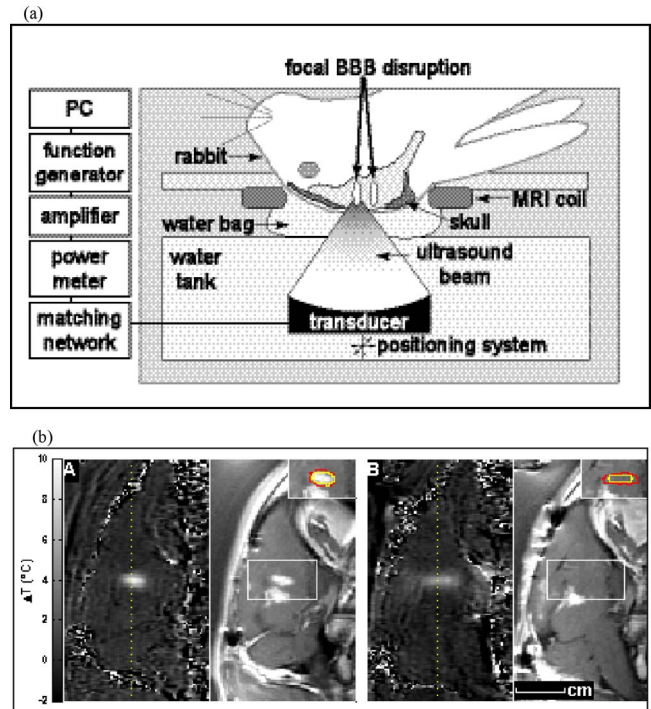 (a)
focal BBB disruption
PC
function
generator
amplifier
power
meter
matching
network
rabbit
MRI coil
water bag
skull
water
tank
ultrasound
beam
transducer
positioning system
(b)
10
8
6
4
2
0
-2
▲T (°C)
A
B
cm